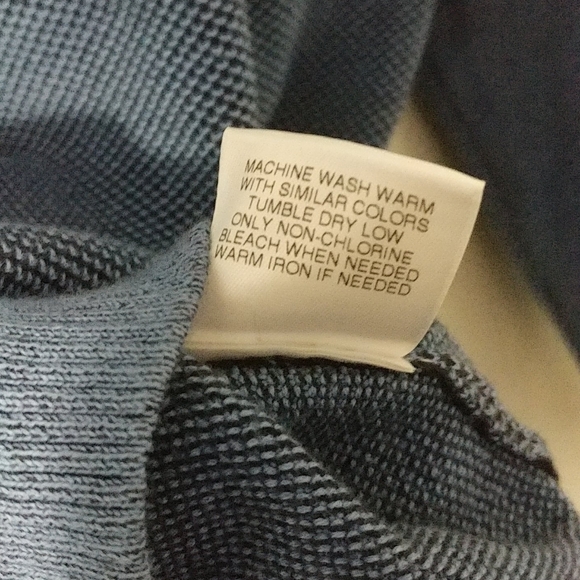 MACHINE WASH WARM
WITH SIMILAR COLORS
TUMBLE DRY LOW
ONLY NON-CHLORINE
BLEACH WHEN NEEDED
WARM IRON IF NEEDED